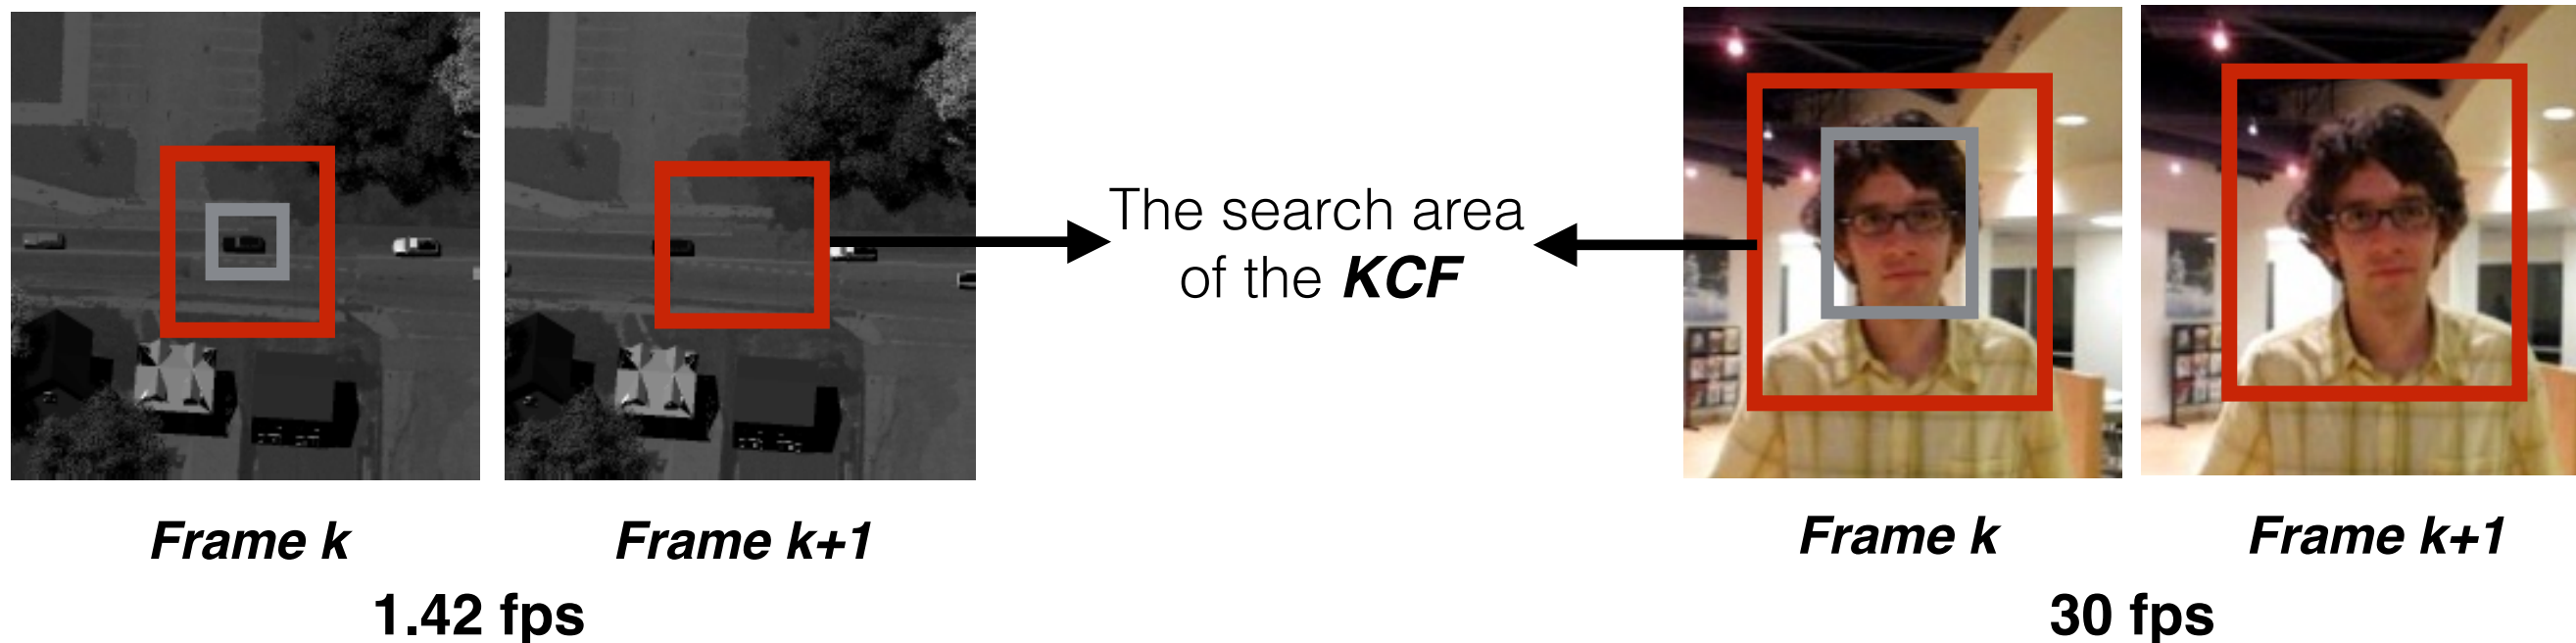 The search area
of the KCF
Frame k
Frame k+1
Frame k
Frame k+1
1.42 fps
30 fps